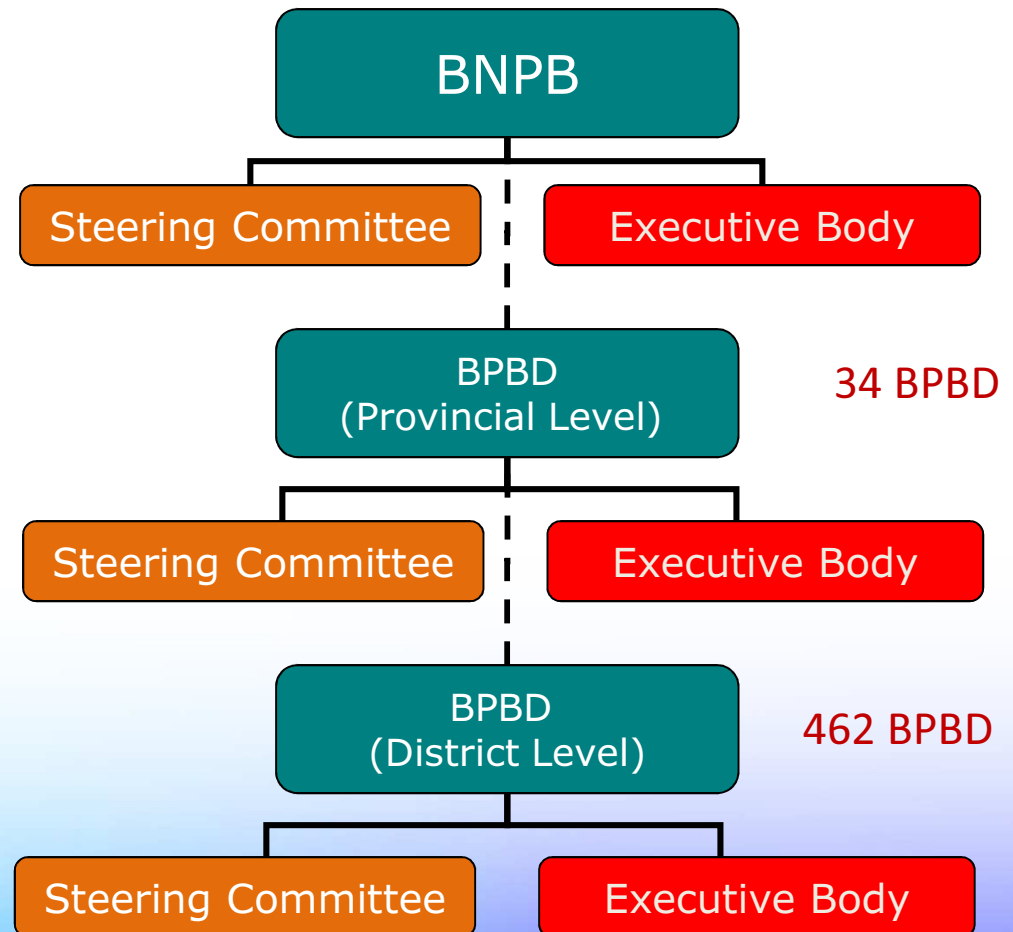 BNPB
Steering Committee
Executive Body
BPBD
(Provincial Level)
34 BPBD
Steering Committee
Executive Body
BPBD
(District Level)
462 BPBD
Steering Committee
Executive Body